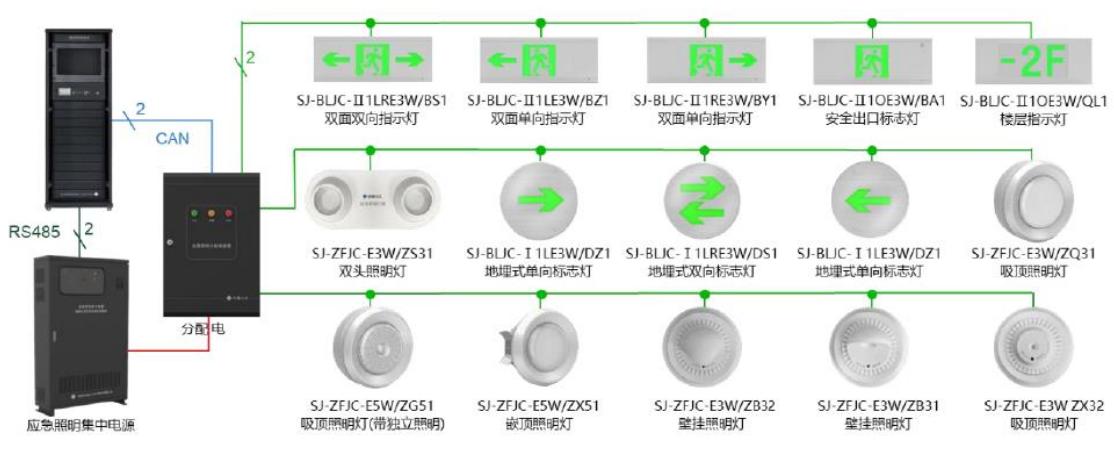 2
SJ-BLJC-Ⅱ1LRE3W/BS1
双面双向指示灯
SJ-BLJC-Ⅱ1LE3W/BZ1
双面单向指示灯
SJ-BLJC-Ⅱ1RE3W/BY1
双面单向指示灯
SJ-BLJC-Ⅱ1OE3W/BA1
安全出口标志灯
-2F
SJ-BLJC-Ⅱ1OE3W/QL1
楼层指示灯
2
CAN
RS485
2
SJ-ZFJC-E3W/ZS31
双头照明灯
SJ-BLJC-Ⅰ1LE3W/DZ1
地埋式单向标志灯
SJ-BLJC-Ⅰ1LRE3W/DS1
地埋式双向标志灯
SJ-BLJC-Ⅰ1LE3W/DZ1
地埋式单向标志灯
SJ-ZFJC-E3W/ZQ31
吸顶照明灯
分配电
SJ-ZFJC-E5W/ZG51
吸顶照明灯(带独立照明)
SJ-ZFJC-E5W/ZX51
嵌顶照明灯
SJ-ZFJC-E3W/ZB32
壁挂照明灯
SJ-ZFJC-E3W/ZB31
壁挂照明灯
SJ-ZFJC-E3W ZX32
吸顶照明灯
应急照明集中电源